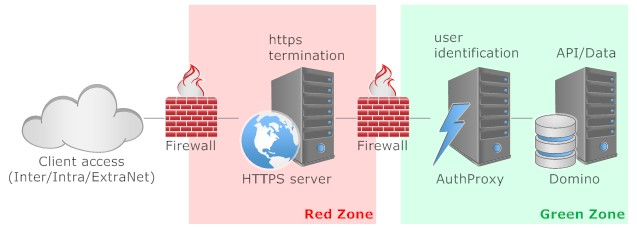 https
termination
user
identification
API/Data
Firewall
Firewall
Client access
(Inter/Intra/ExtraNet)
HTTPS server
AuthProxy
Domino
Red Zone
Green Zone